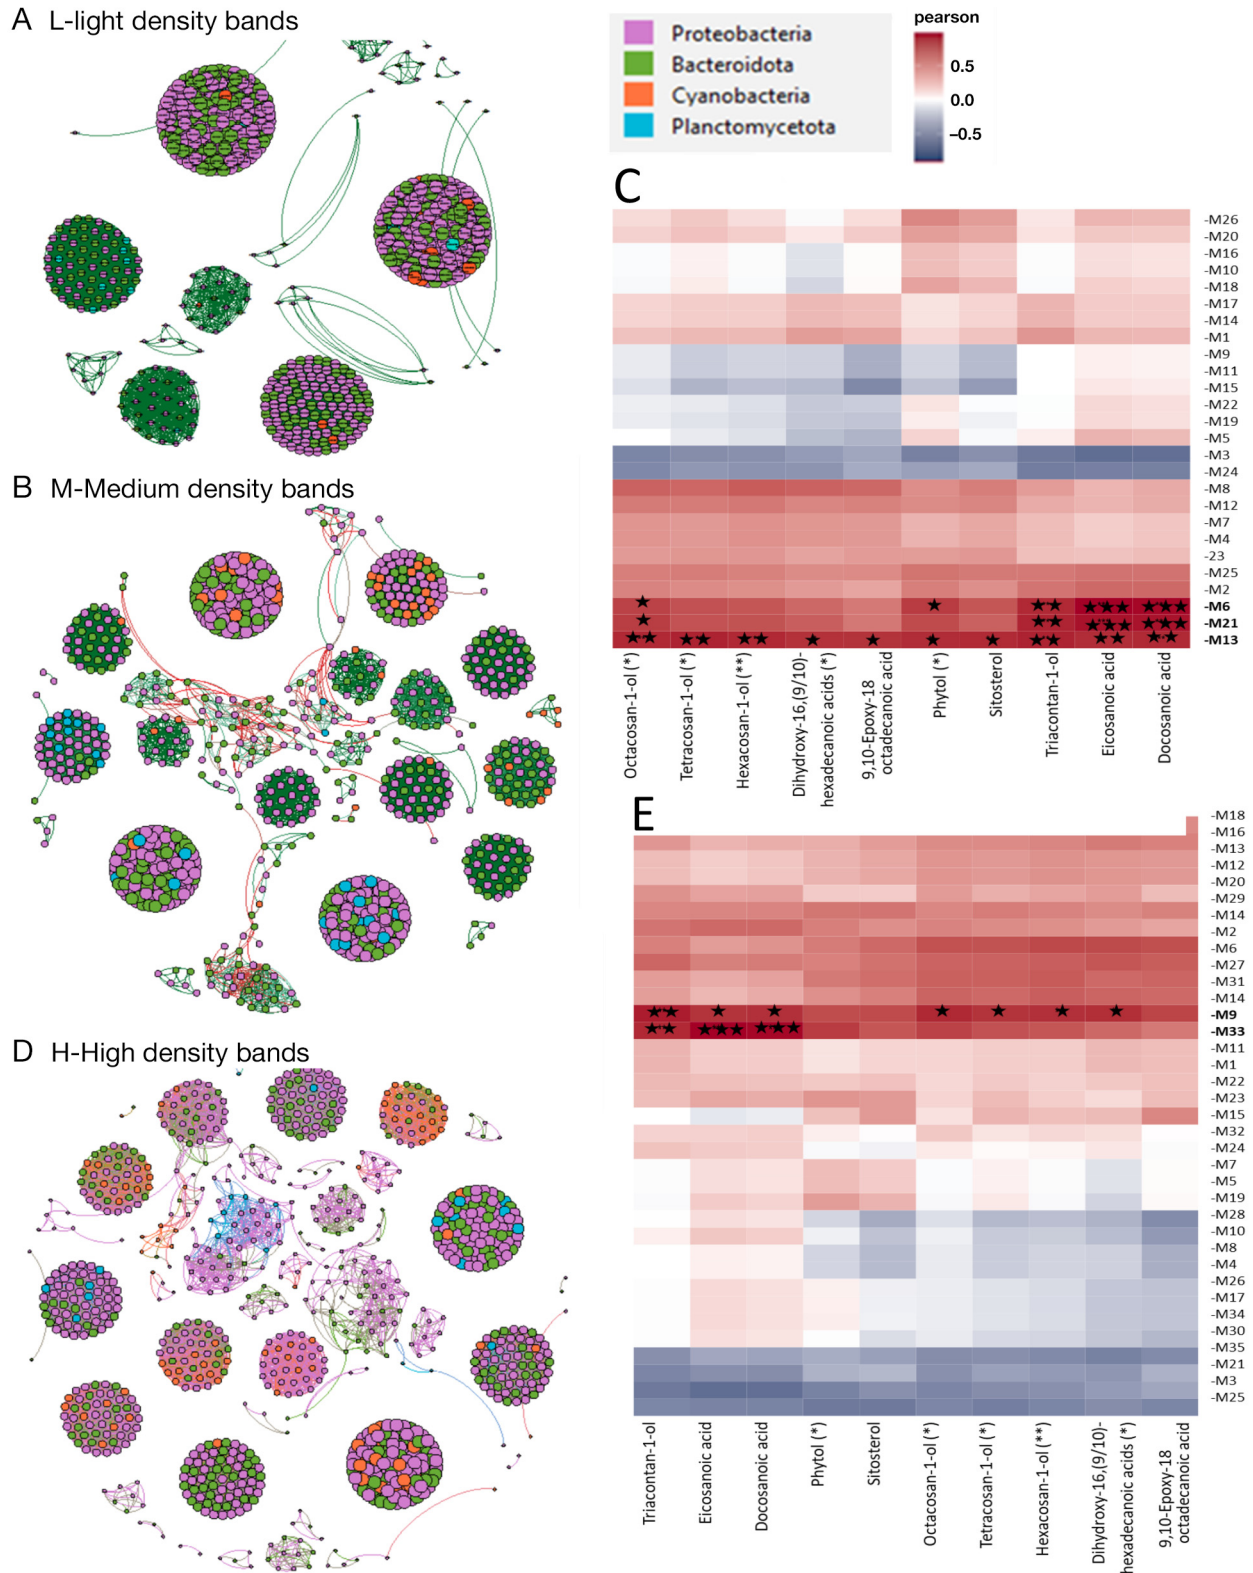 A L-light density bands
Proteobacteria
Bacteroidota
Cyanobacteria
Planctomycetota
pearson
0.5
0.0
-0.5
C
-M26
-M20
-M16
-M10
-M18
-M17
-M14
-M1
-M9
-M11
-M15
-M22
-M19
-M5
-M3
-M24
-M8
-M12
-M7
-M4
-23
-M25
-M2
-M6
-M21
-M13
★ ★ ★★ ★★★ ★★★
★ ★★ ★★★ ★★★
★★ ★★ ★★ ★ ★ ★ ★ ★★ ★★ ★★
Octacosan-1-ol (*)
Tetracosan-1-ol (*)
Hexacosan-1-ol (**)
Dihydroxy-16,(9/10)-
hexadecanoic acids (*)
9,10-Epoxy-18
octadecanoic acid
Phytol (*)
Sitosterol
Triacontan-1-ol
Eicosanoic acid
Docosanoic acid
B M-Medium density bands
D H-High density bands
E
-M18
-M16
-M13
-M12
-M20
-M29
-M14
-M2
-M6
-M27
-M31
-M14
-M9
-M33
-M11
-M1
-M22
-M23
-M15
-M32
-M24
-M7
-M5
-M19
-M28
-M10
-M8
-M4
-M26
-M17
-M34
-M30
-M35
-M21
-M3
-M25
★★ ★ ★ ★ ★ ★ ★
★★ ★★★ ★★★
Triacontan-1-ol
Eicosanoic acid
Docosanoic acid
Phytol (*)
Sitosterol
Octacosan-1-ol (*)
Tetracosan-1-ol (*)
Hexacosan-1-ol (**)
Dihydroxy-16,(9/10)-
hexadecanoic acids (*)
9,10-Epoxy-18
octadecanoic acid